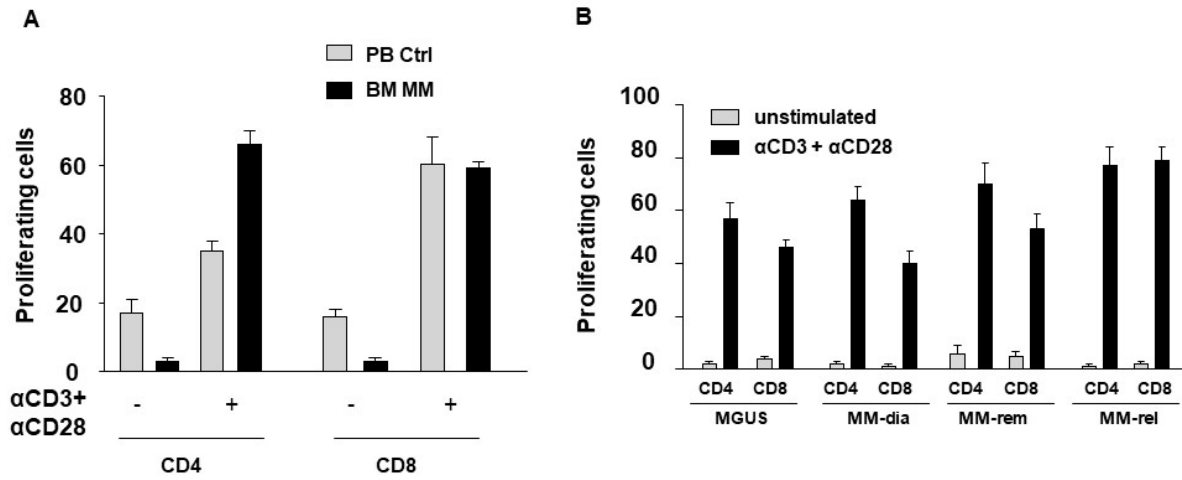 A
PB Ctrl
BM MM
80
60
40
20
0
Proliferating cells
αCD3+
αCD28
- + - +
CD4 CD8
B
100
80
60
40
20
0
Proliferating cells
unstimulated
αCD3 + αCD28
CD4 CD8 CD4 CD8 CD4 CD8 CD4 CD8
MGUS MM-dia MM-rem MM-rel